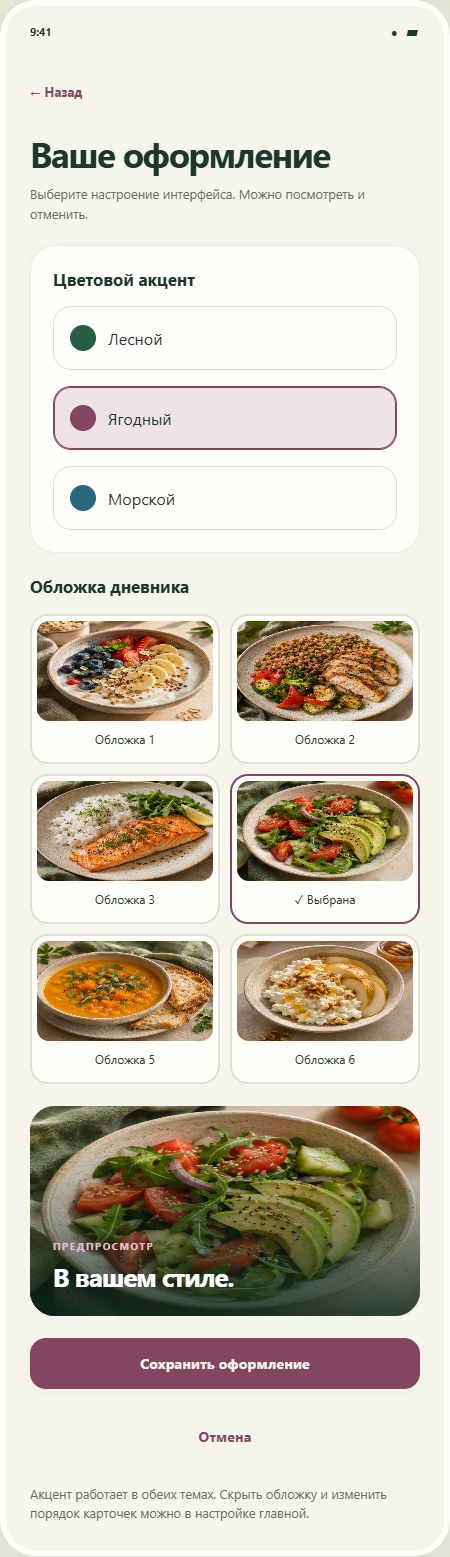 9:41
← Назад
Ваше оформление
Выберите настроение интерфейса. Можно посмотреть и
отменить.
Цветовой акцент
Лесной
Ягодный
Морской
Обложка дневника
Обложка 1
Обложка 2
Обложка 3
✓ Выбрана
Обложка 5
Обложка 6
ПРЕДПРОСМОТР
В вашем стиле.
Сохранить оформление
Отмена
Акцент работает в обеих темах. Скрыть обложку и изменить
порядок карточек можно в настройке главной.